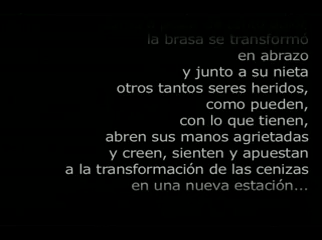 la brasa se transformó
en abrazo
y junto a su nieta
otros tantos seres heridos,
como pueden,
con lo que tienen,
abren sus manos agrietadas
y creen, sienten y apuestan
a la transformación de las cenizas
en una nueva estación...